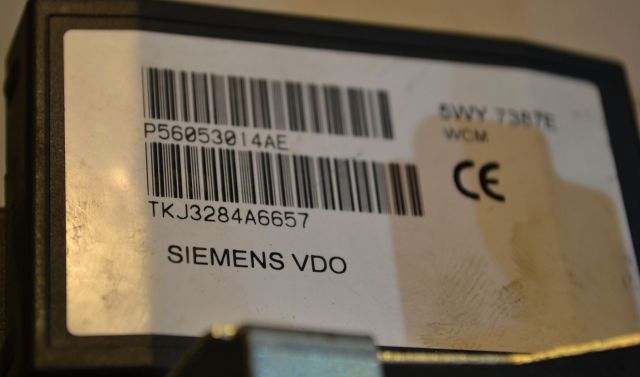 P56053014AE
5WY 7387E
WCM
TKJ3284A6657
CE
SIEMENS VDO